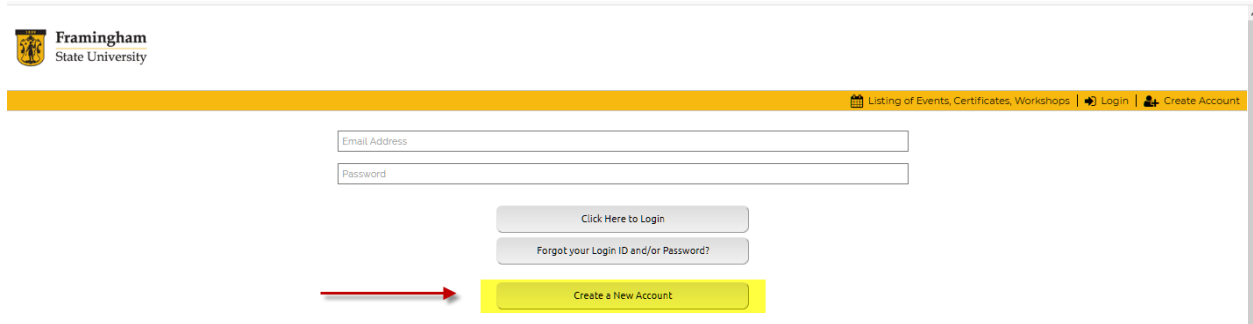 Framingham
State University
Listing of Events, Certificates, Workshops | Login | Create Account
Email Address
Password
Click Here to Login
Forgot your Login ID and/or Password?
Create a New Account